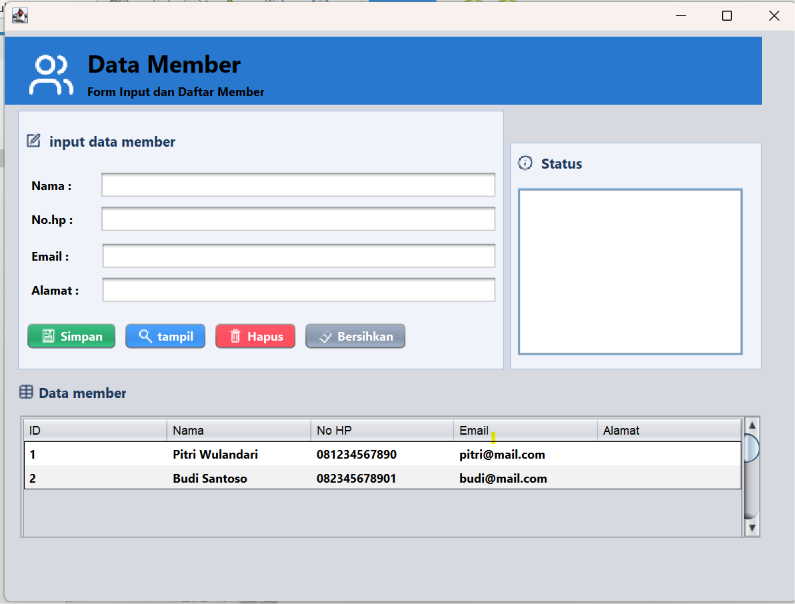 Data Member
Form Input dan Daftar Member
input data member
Nama :
No.hp :
Email :
Alamat :
Simpan tampil Hapus Bersihkan
Status
Data member
ID Nama No HP Email Alamat
1 Pitri Wulandari 081234567890 pitri@mail.com
2 Budi Santoso 082345678901 budi@mail.com